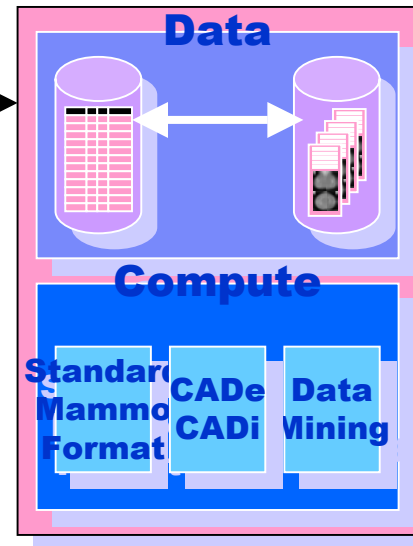 Data
Compute
Standard
Mammo
Format
CADe
CADi
Data
Mining